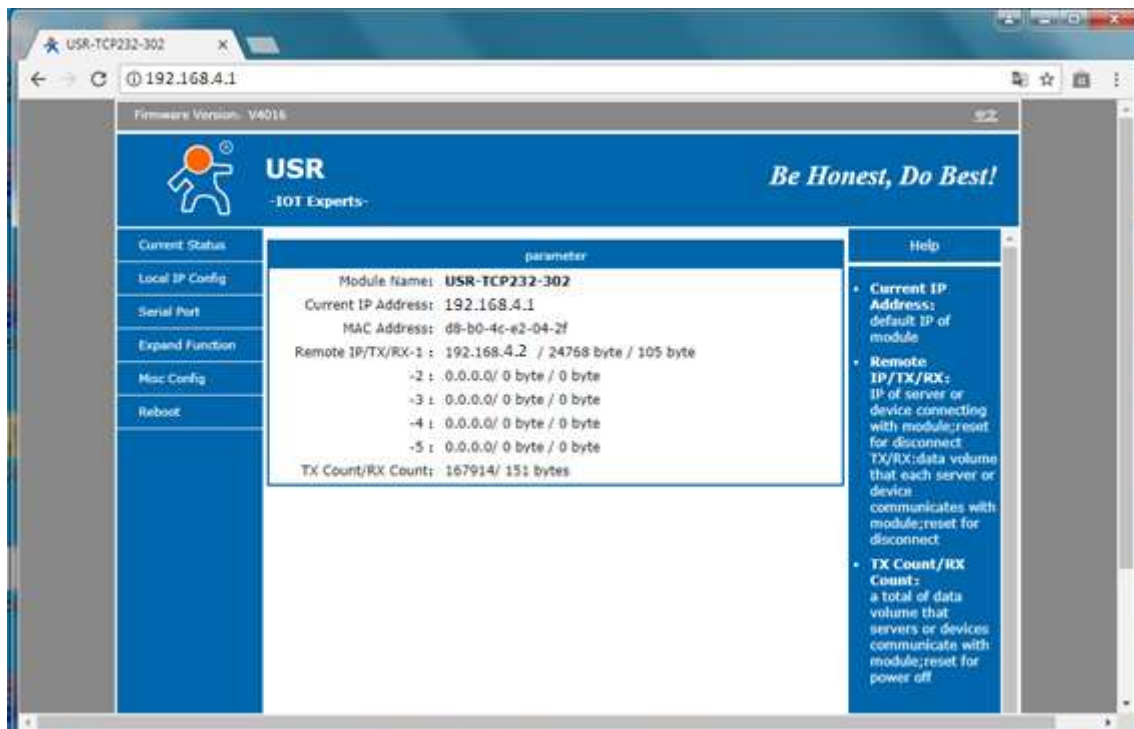 USR-TCP232-302
192.168.4.1
Firmware Version: V4016
中文
USR
-IOT Experts-
Be Honest, Do Best!
Current Status
Local IP Config
Serial Port
Expand Function
Misc Config
Reboot
parameter
Module Name: USR-TCP232-302
Current IP Address: 192.168.4.1
MAC Address: d8-b0-4c-e2-04-2f
Remote IP/TX/RX-1 : 192.168.4.2 / 24768 byte / 105 byte
-2 : 0.0.0.0/ 0 byte / 0 byte
-3 : 0.0.0.0/ 0 byte / 0 byte
-4 : 0.0.0.0/ 0 byte / 0 byte
-5 : 0.0.0.0/ 0 byte / 0 byte
TX Count/RX Count: 167914/ 151 bytes
Help
• Current IP
Address:
default IP of
module
• Remote
IP/TX/RX:
IP of server or
device connecting
with module;reset
for disconnect
TX/RX:data volume
that each server or
device
communicates with
module;reset for
disconnect
• TX Count/RX
Count:
a total of data
volume that
servers or devices
communicate with
module;reset for
power off